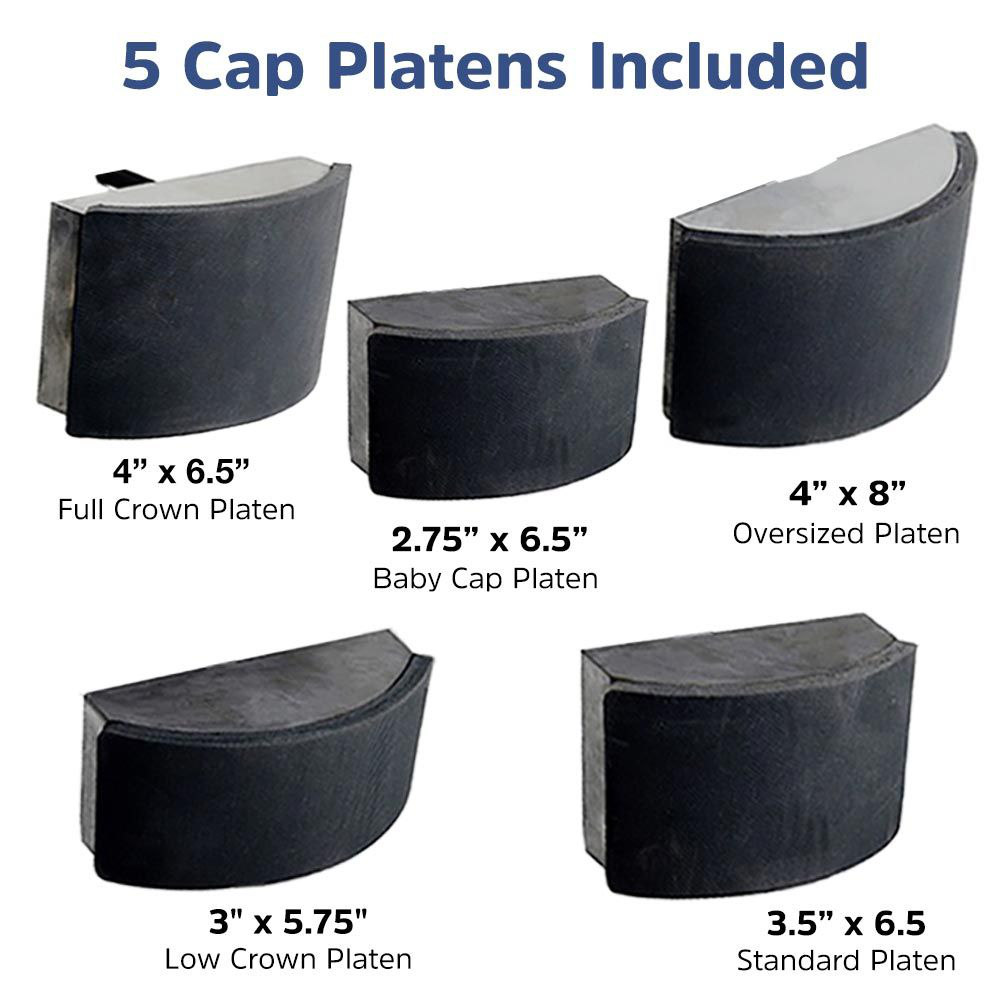 5 Cap Platens Included
4” x 6.5”
Full Crown Platen
2.75” x 6.5”
Baby Cap Platen
4” x 8”
Oversized Platen
3" x 5.75"
Low Crown Platen
3.5” x 6.5
Standard Platen